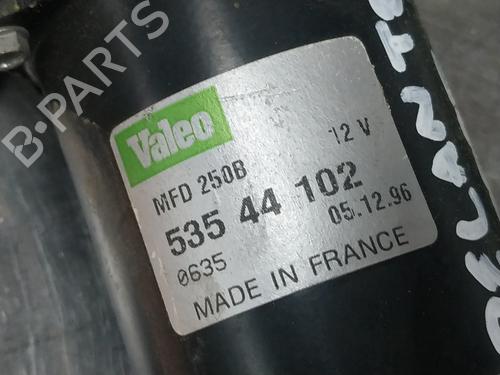 B-PARTS
Valeo
MFD 250B 12 V
535 44 102
0635 05.12.96
MADE IN FRANCE